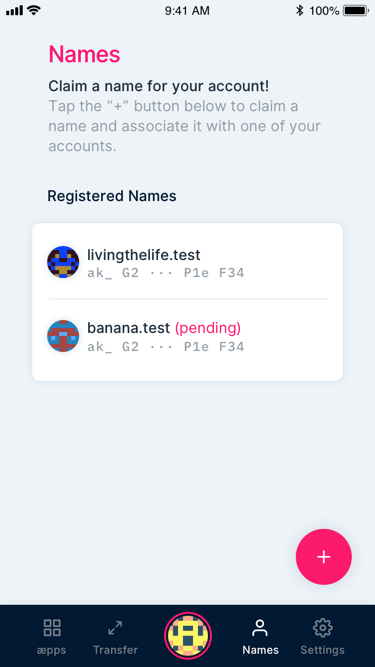 9:41 AM
100%
Names
Claim a name for your account!
Tap the “+” button below to claim a
name and associate it with one of your
accounts.
Registered Names
livingthelife.test
ak_ G2 ··· P1e F34
banana.test (pending)
ak_ G2 ··· P1e F34
+
æpps
Transfer
Names
Settings